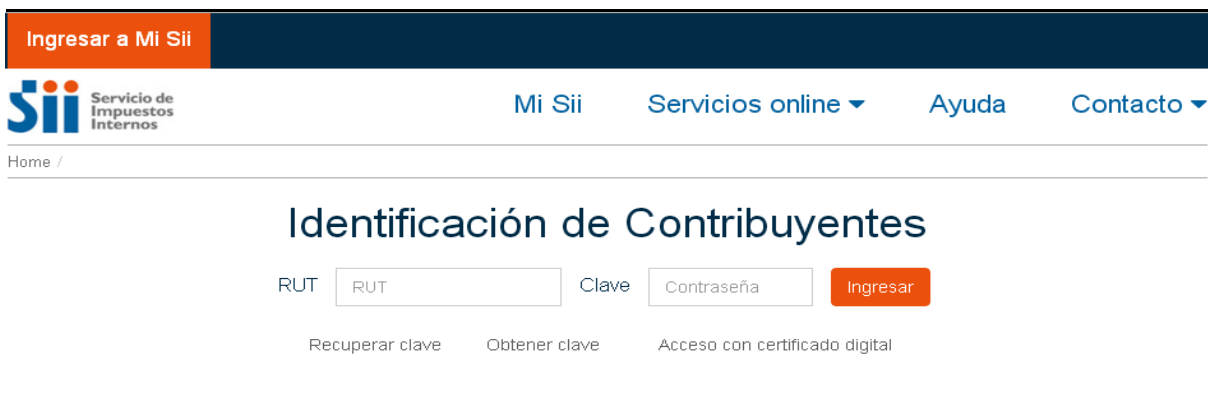 Ingresar a Mi Sii
Sii Servicio de
Impuestos
Internos
Mi Sii Servicios online Ayuda Contacto
Home /
Identificación de Contribuyentes
RUT RUT Clave Contraseña Ingresar
Recuperar clave Obtener clave Acceso con certificado digital